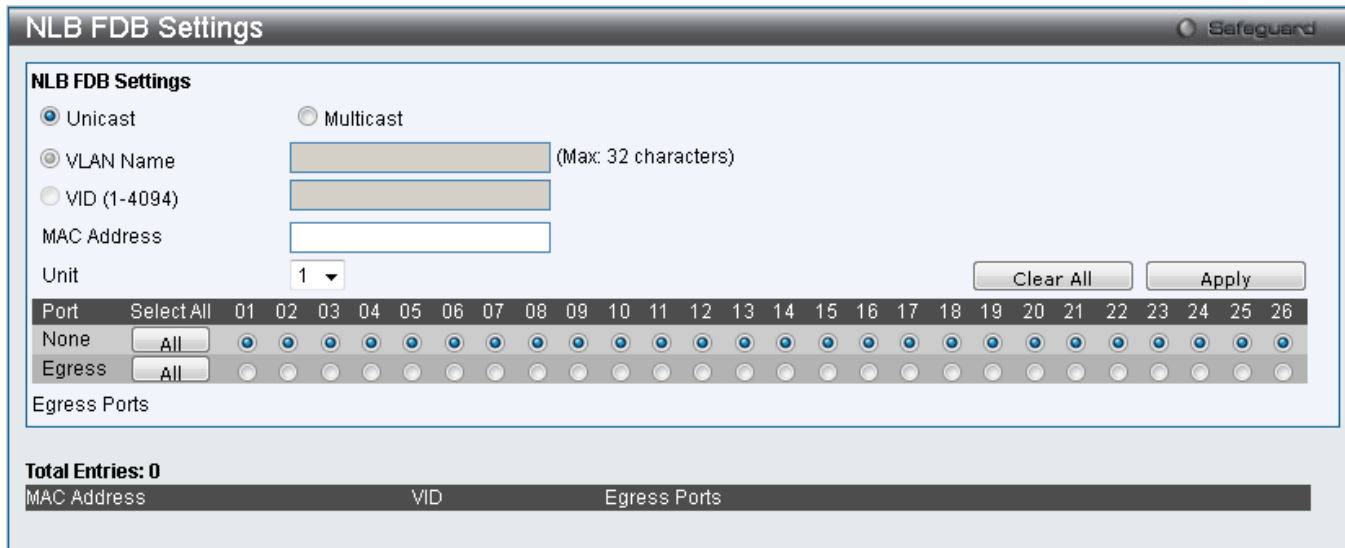 NLB FDB Settings
Safeguard
NLB FDB Settings
Unicast Multicast
VLAN Name (Max: 32 characters)
VID (1-4094)
MAC Address
Unit 1 Clear All Apply
Port Select All 01 02 03 04 05 06 07 08 09 10 11 12 13 14 15 16 17 18 19 20 21 22 23 24 25 26
None All
Egress All
Egress Ports
Total Entries: 0
MAC Address VID Egress Ports